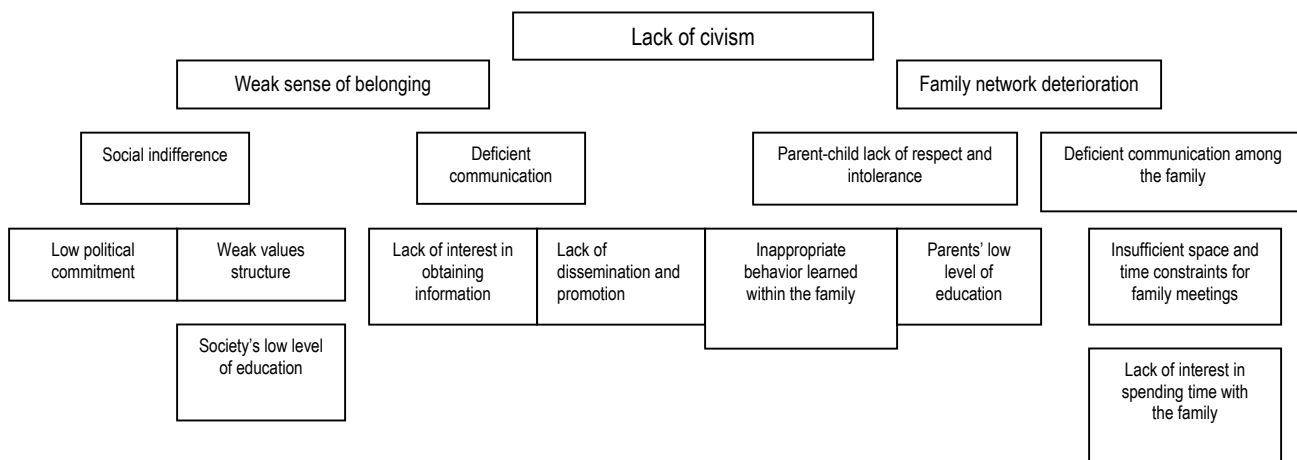 Lack of civism
Weak sense of belonging
Family network deterioration
Social indifference
Deficient
communication
Parent-child lack of respect and
intolerance
Deficient communication among
the family
Low political
commitment
Weak values
structure
Lack of interest in
obtaining
information
Lack of
dissemination and
promotion
Inappropriate
behavior learned
within the family
Parents’ low
level of
education
Insufficient space and
time constraints for
family meetings
Society’s low level
of education
Lack of interest in
spending time with
the family